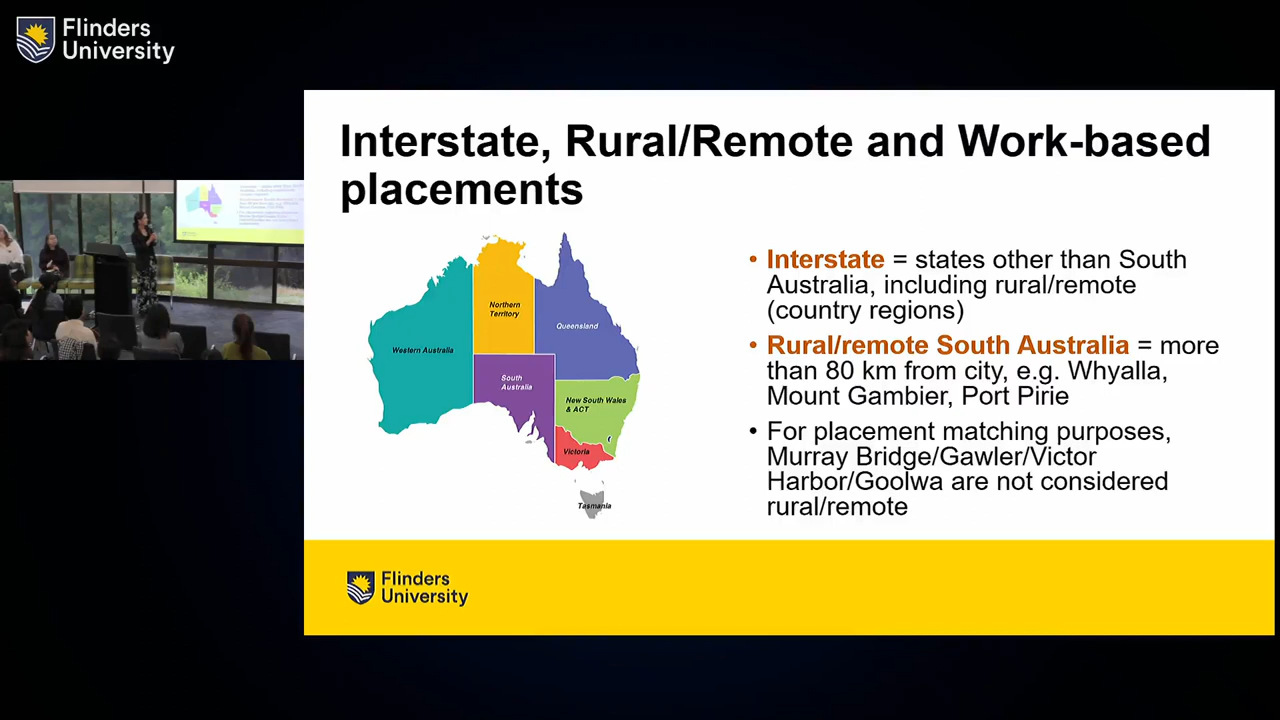 Flinders
University
Interstate, Rural/Remote and Work-based
placements
Northern
Territory
Queensland
Western Australia
South
Australia
New South Wales
& ACT
Victoria
Tasmania
• Interstate = states other than South
Australia, including rural/remote
(country regions)
• Rural/remote South Australia = more
than 80 km from city, e.g. Whyalla,
Mount Gambier, Port Pirie
• For placement matching purposes,
Murray Bridge/Gawler/Victor
Harbor/Goolwa are not considered
rural/remote
Flinders
University